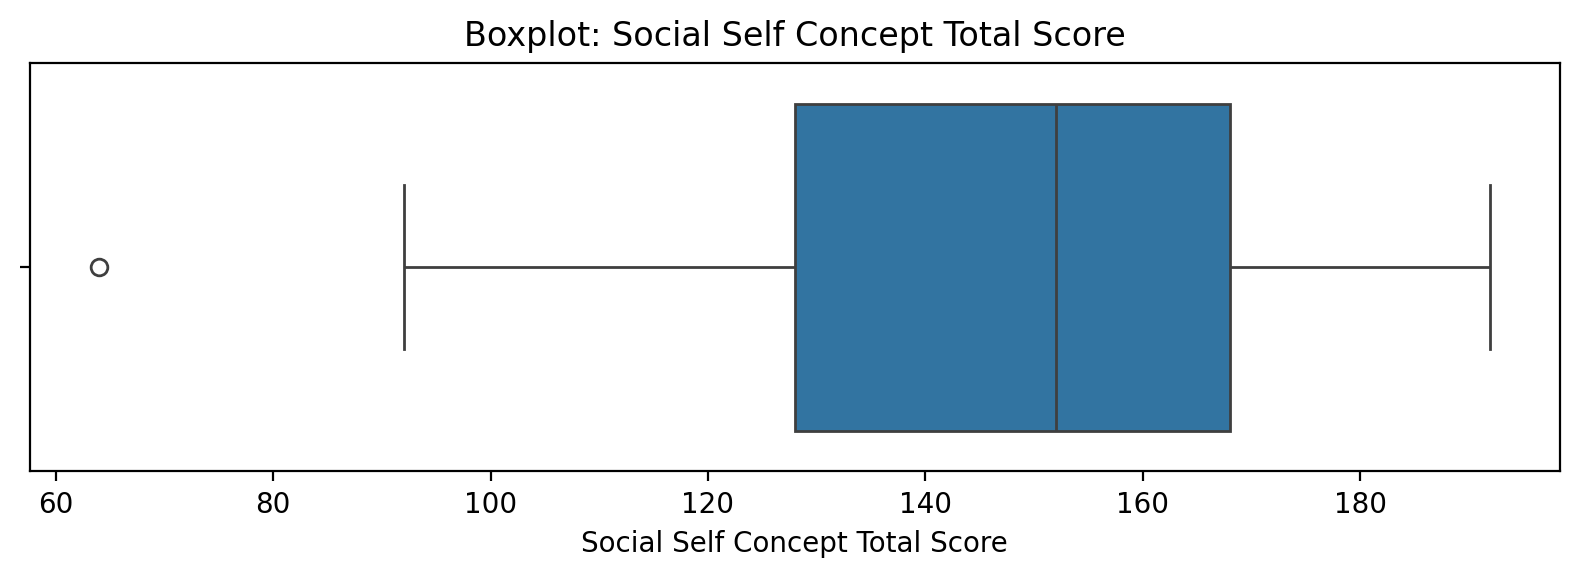 Boxplot: Social Self Concept Total Score
60 80 100 120 140 160 180
Social Self Concept Total Score